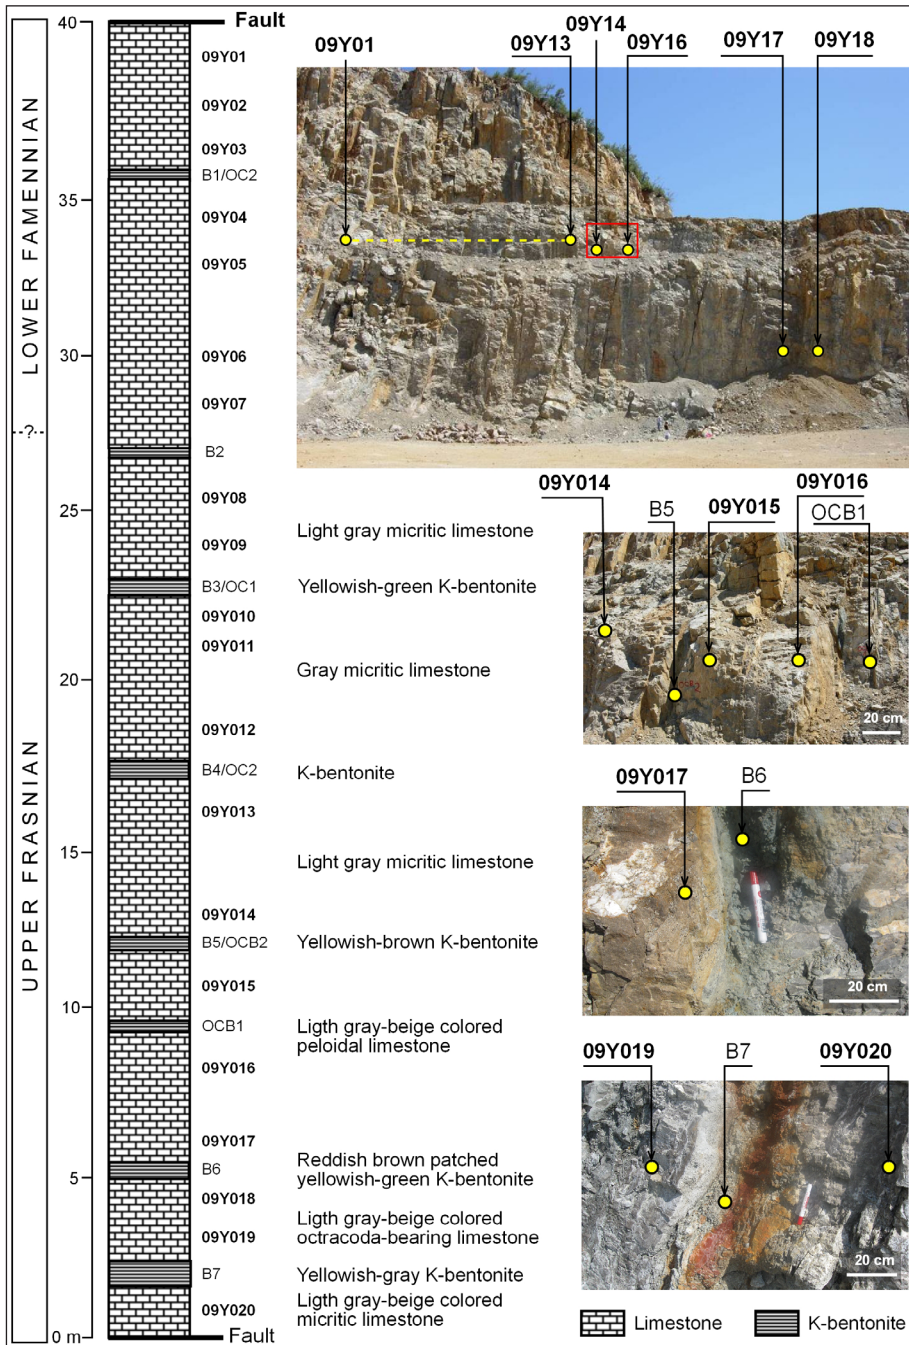 40
Fault
LOWER FAMENNIAN
UPPER FRASNIAN
-?-
35
30
25
20
15
10
5
0 m
09Y01
09Y02
09Y03
B1/OC2
09Y04
09Y05
09Y06
09Y07
B2
09Y08
09Y09
B3/OC1
09Y010
09Y011
09Y012
B4/OC2
09Y013
09Y014
B5/OCB2
09Y015
OCB1
09Y016
09Y017
B6
09Y018
09Y019
B7
09Y020
Fault
Light gray micritic limestone
Yellowish-green K-bentonite
Gray micritic limestone
K-bentonite
Light gray micritic limestone
Yellowish-brown K-bentonite
Ligth gray-beige colored
peloidal limestone
Reddish brown patched
yellowish-green K-bentonite
Ligth gray-beige colored
octracoda-bearing limestone
Yellowish-gray K-bentonite
Ligth gray-beige colored
micritic limestone
09Y01
09Y13
09Y14
09Y16
09Y17
09Y18
09Y014
B5
09Y015
09Y016
OCB1
20 cm
09Y017
B6
20 cm
09Y019
B7
09Y020
20 cm
Limestone
K-bentonite